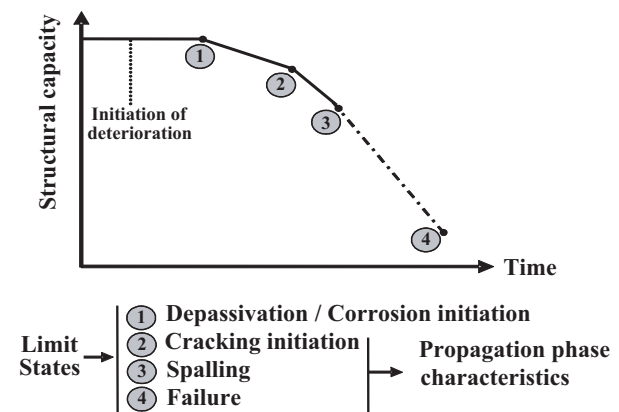 Structural capacity
1
2
Initiation of
deterioration
3
4
Time
1 Depassivation / Corrosion initiation
2 Cracking initiation
Limit
States
3 Spalling
4 Failure
Propagation phase
characteristics